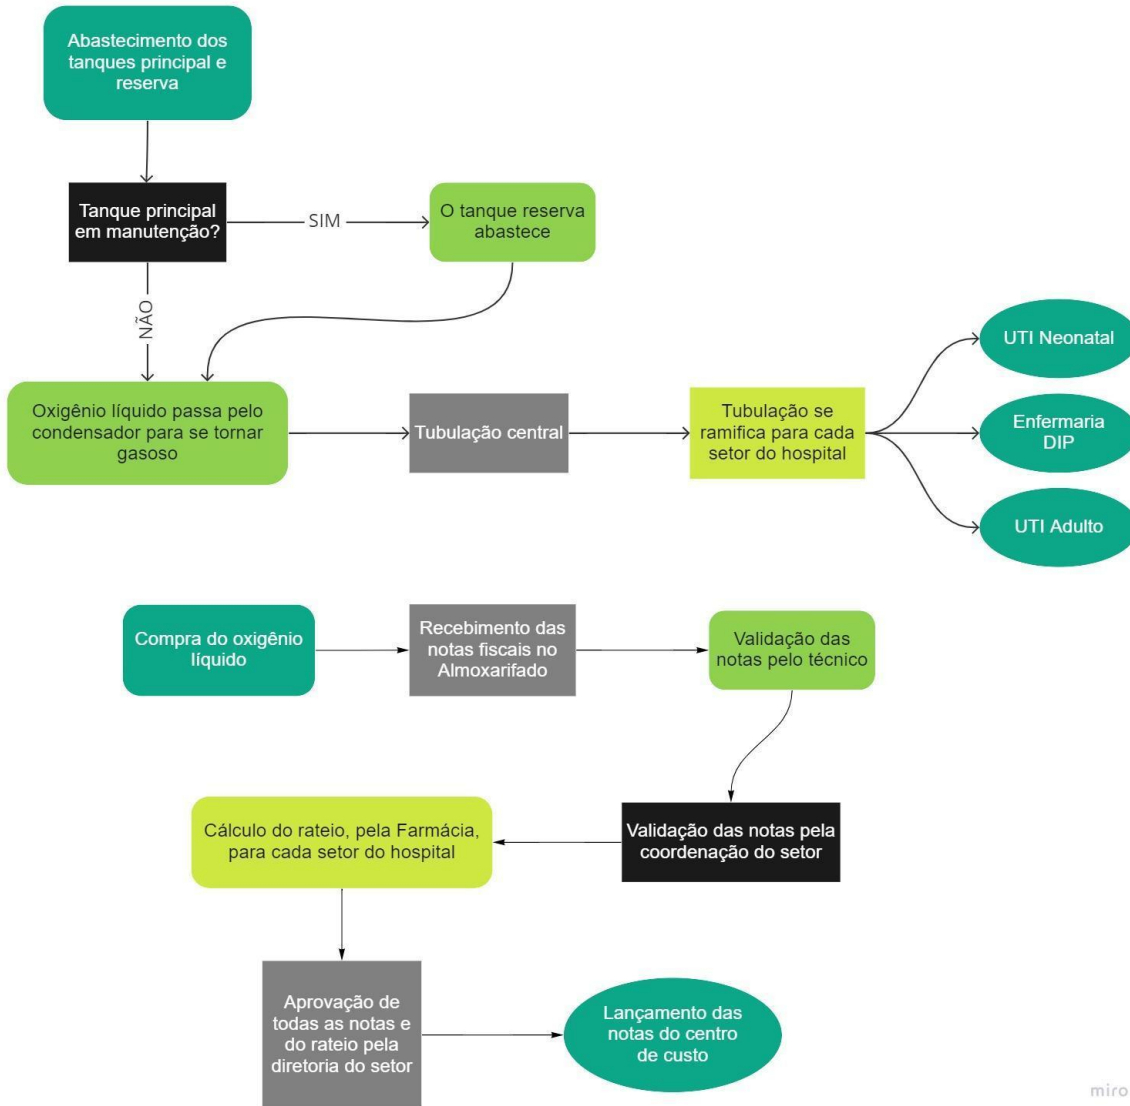 Abastecimento dos
tanques principal e
reserva
Tanque principal
em manutenção?
SIM
O tanque reserva
abastece
NÃO
Oxigênio líquido passa pelo
condensador para se tornar
gasoso
Tubulação central
Tubulação se
ramifica para cada
setor do hospital
UTI Neonatal
Enfermaria
DIP
UTI Adulto
Compra do oxigênio
líquido
Recebimento das
notas fiscais no
Almoxarifado
Validação das
notas pelo técnico
Validação das notas pela
coordenação do setor
Cálculo do rateio, pela Farmácia,
para cada setor do hospital
Aprovação de
todas as notas e
do rateio pela
diretoria do setor
Lançamento das
notas do centro
de custo
miro